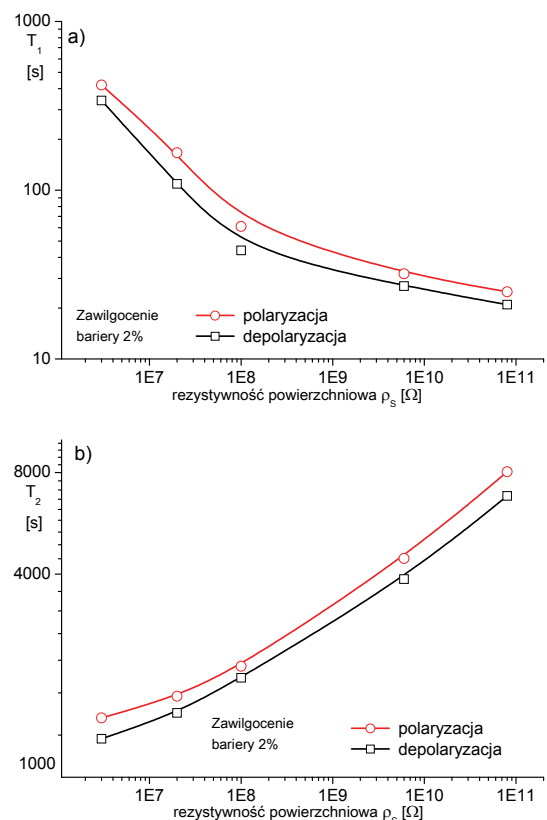 1000
T₁
a)
[s]
100
10
Zawilgocenie
bariery 2%
polaryzacja
depolaryzacja
1E7 1E8 1E9 1E10 1E11
rezystywność powierzchniowa ρS [Ω]
b)
8000
T₂
[s]
4000
1000
Zawilgocenie
bariery 2%
polaryzacja
depolaryzacja
1E7 1E8 1E9 1E10 1E11
rezystywność powierzchniowa ρS [Ω]